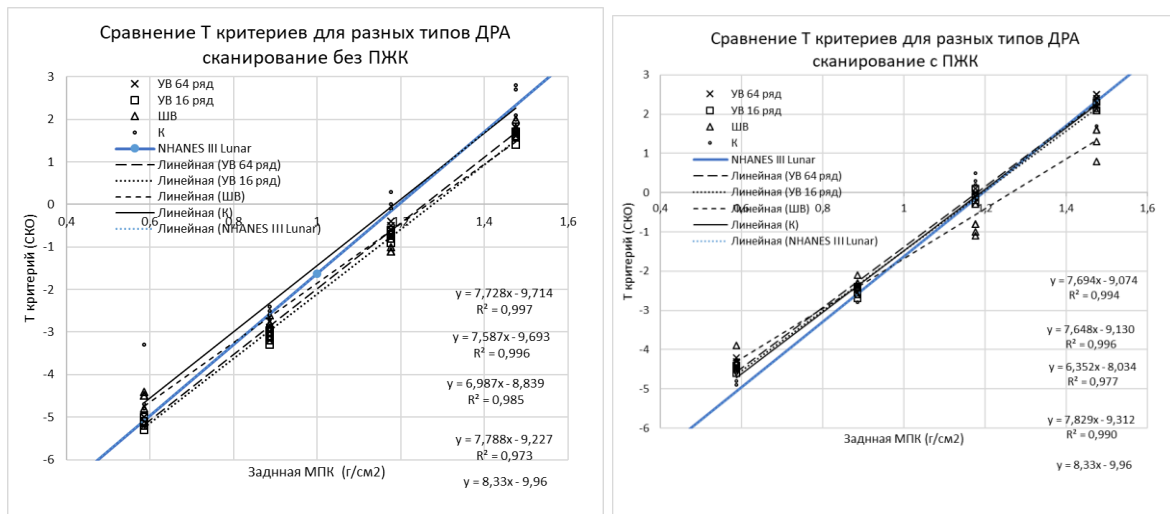 Сравнение Т критериев для разных типов ДРА
сканирование без ПЖК
3
2
1
0
-1
-2
-3
-4
-5
-6
Т критерий (СКО)
УВ 64 ряд
УВ 16 ряд
ШВ
К
NHANES III Lunar
Линейная (УВ 64 ряд)
Линейная (УВ 16 ряд)
Линейная (ШВ)
Линейная (К)
Линейная (NHANES III Lunar)
0,4
0,6
0,8
1
1,2
1,4
1,6
y = 7,728x - 9,714
R² = 0,997
y = 7,587x - 9,693
R² = 0,996
y = 6,987x - 8,839
R² = 0,985
y = 7,788x - 9,227
R² = 0,973
y = 8,33x - 9,96
Заднная МПК (г/см2)
Сравнение Т критериев для разных типов ДРА
сканирование с ПЖК
3
2
1
0
-1
-2
-3
-4
-5
-6
Т критерий (СКО)
УВ 64 ряд
УВ 16 ряд
ШВ
К
NHANES III Lunar
Линейная (УВ 64 ряд)
Линейная (УВ 16 ряд)
Линейная (ШВ)
Линейная (К)
Линейная (NHANES III Lunar)
0,4
0,6
0,8
1
1,2
1,4
1,6
y = 7,694x - 9,074
R² = 0,994
y = 7,648x - 9,130
R² = 0,996
y = 6,352x - 8,034
R² = 0,977
y = 7,829x - 9,312
R² = 0,990
y = 8,33x - 9,96
Заднная МПК (г/см2)